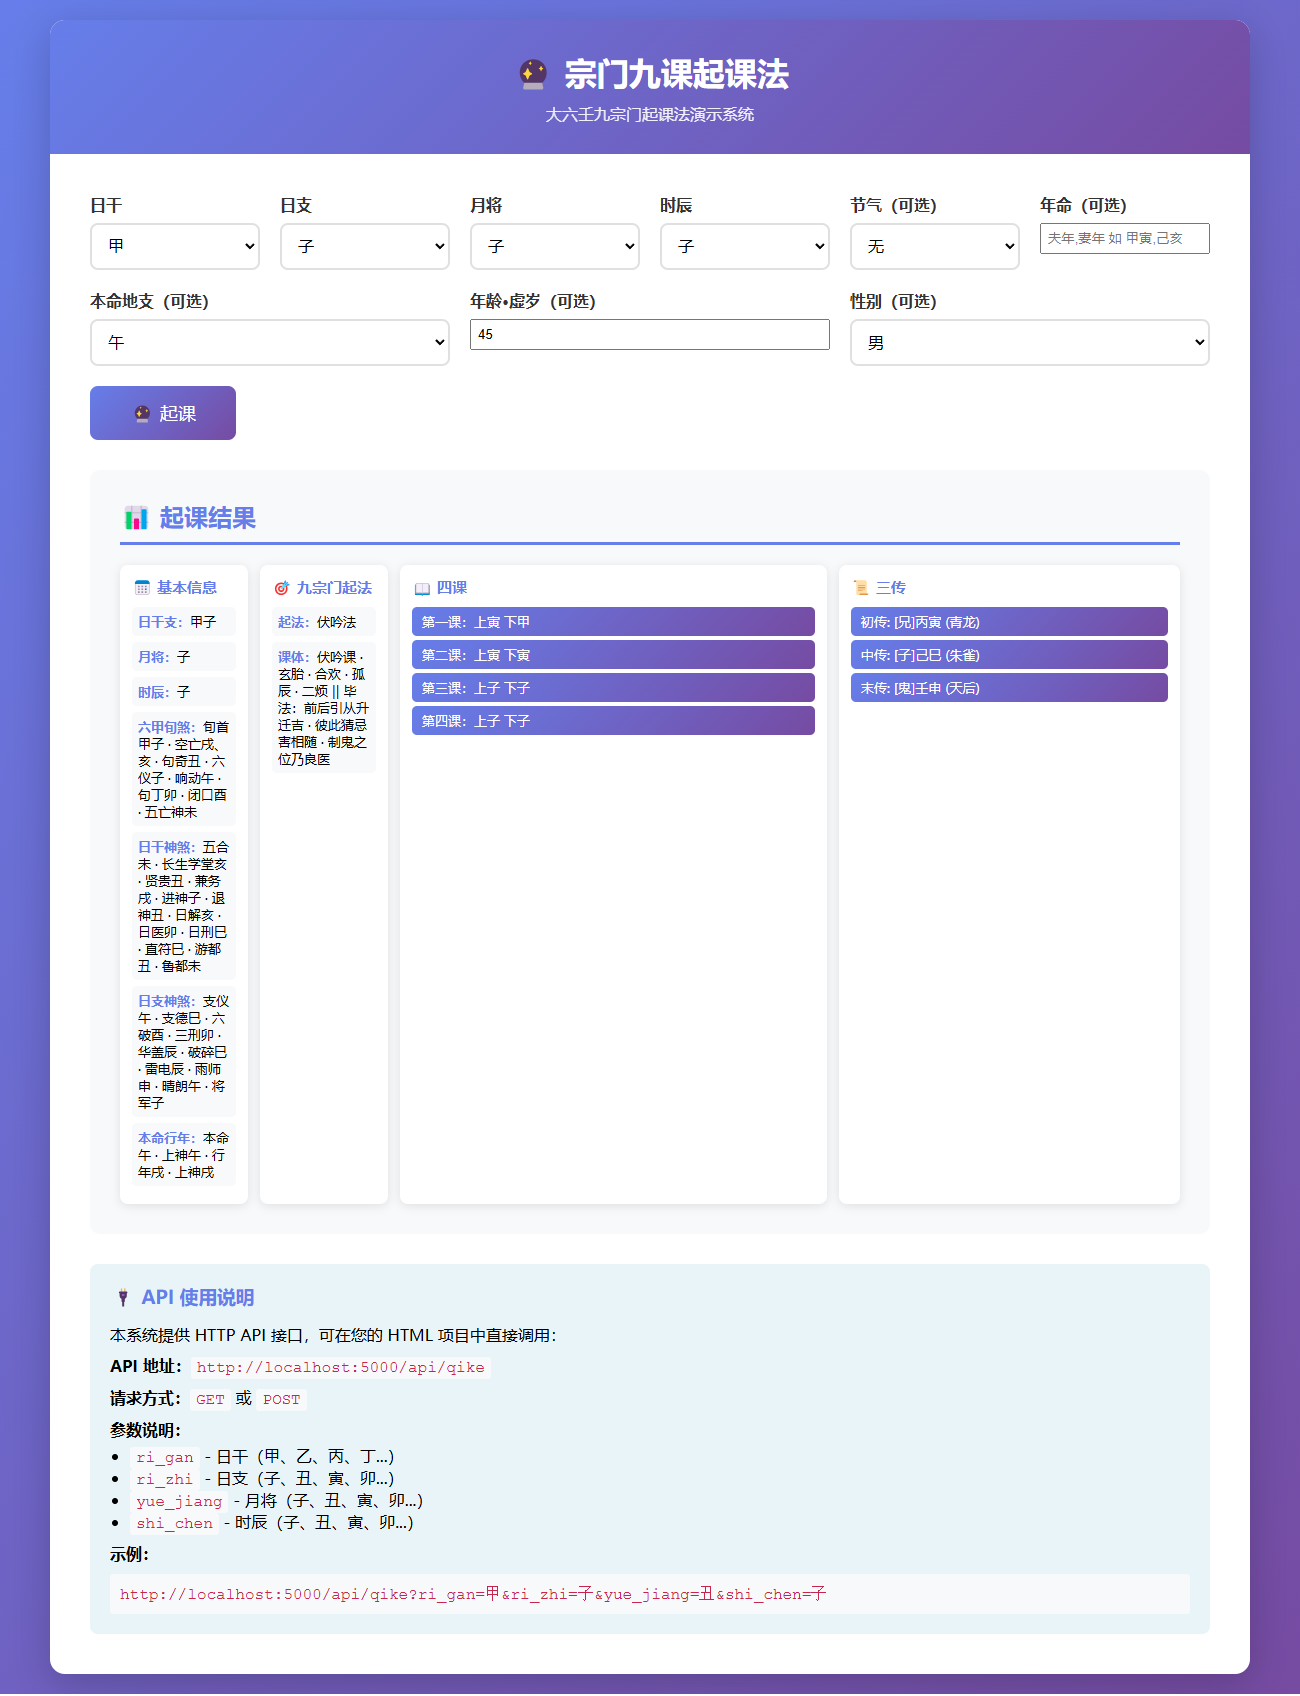 宗门九课起课法
大六壬九宗门起课法演示系统
日干
日支
月将
时辰
节气（可选）
年命（可选）
甲
子
子
子
无
夫年,妻年 如 甲寅,己亥
本命地支（可选）
年龄•虚岁（可选）
性别（可选）
午
45
男
起课
起课结果
基本信息
日干支：甲子
月将：子
时辰：子
六甲旬煞：旬首
甲子 · 空亡戌、
亥 · 旬奇丑 · 六
仪子 · 响动午 ·
旬丁卯 · 闭口酉
· 五亡神未
日干神煞：五合
未 · 长生学堂亥
· 贤贵丑 · 兼务
戌 · 进神子 · 退
神丑 · 日解亥 ·
日医卯 · 日刑巳
· 直符巳 · 游都
丑 · 鲁都未
日支神煞：支仪
午 · 支德巳 · 六
破酉 · 三刑卯 ·
华盖辰 · 破碎巳
· 雷电辰 · 雨师
申 · 晴朗午 · 将
军子
本命行年：本命
午 · 上神午 · 行
年戌 · 上神戌
九宗门起法
起法：伏吟法
课体：伏吟课 ·
玄胎 · 合欢 · 孤
辰 · 二烦 || 毕
法：前后引从升
迁吉 · 彼此猜忌
害相随 · 制鬼之
位乃良医
四课
第一课：上寅 下甲
第二课：上寅 下寅
第三课：上子 下子
第四课：上子 下子
三传
初传: [兄]丙寅 (青龙)
中传: [子]己巳 (朱雀)
末传: [鬼]壬申 (天后)
API 使用说明
本系统提供 HTTP API 接口，可在您的 HTML 项目中直接调用：
API 地址： http://localhost:5000/api/qike
请求方式： GET 或 POST
参数说明：
• ri_gan - 日干（甲、乙、丙、丁...）
• ri_zhi - 日支（子、丑、寅、卯...）
• yue_jiang - 月将（子、丑、寅、卯...）
• shi_chen - 时辰（子、丑、寅、卯...）
示例：
http://localhost:5000/api/qike?ri_gan=甲&ri_zhi=子&yue_jiang=丑&shi_chen=子